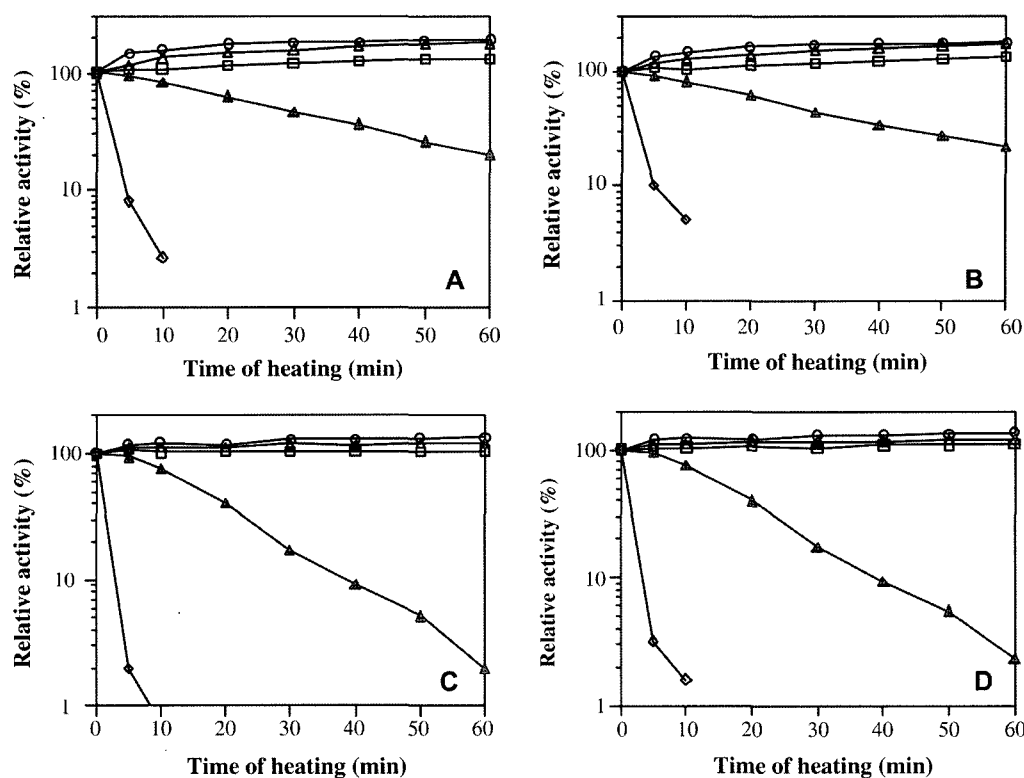 Relative activity (%)
100
10
1
A
0 10 20 30 40 50 60
Time of heating (min)
Relative activity (%)
100
10
1
B
0 10 20 30 40 50 60
Time of heating (min)
Relative activity (%)
100
10
1
C
0 10 20 30 40 50 60
Time of heating (min)
Relative activity (%)
100
10
1
D
0 10 20 30 40 50 60
Time of heating (min)